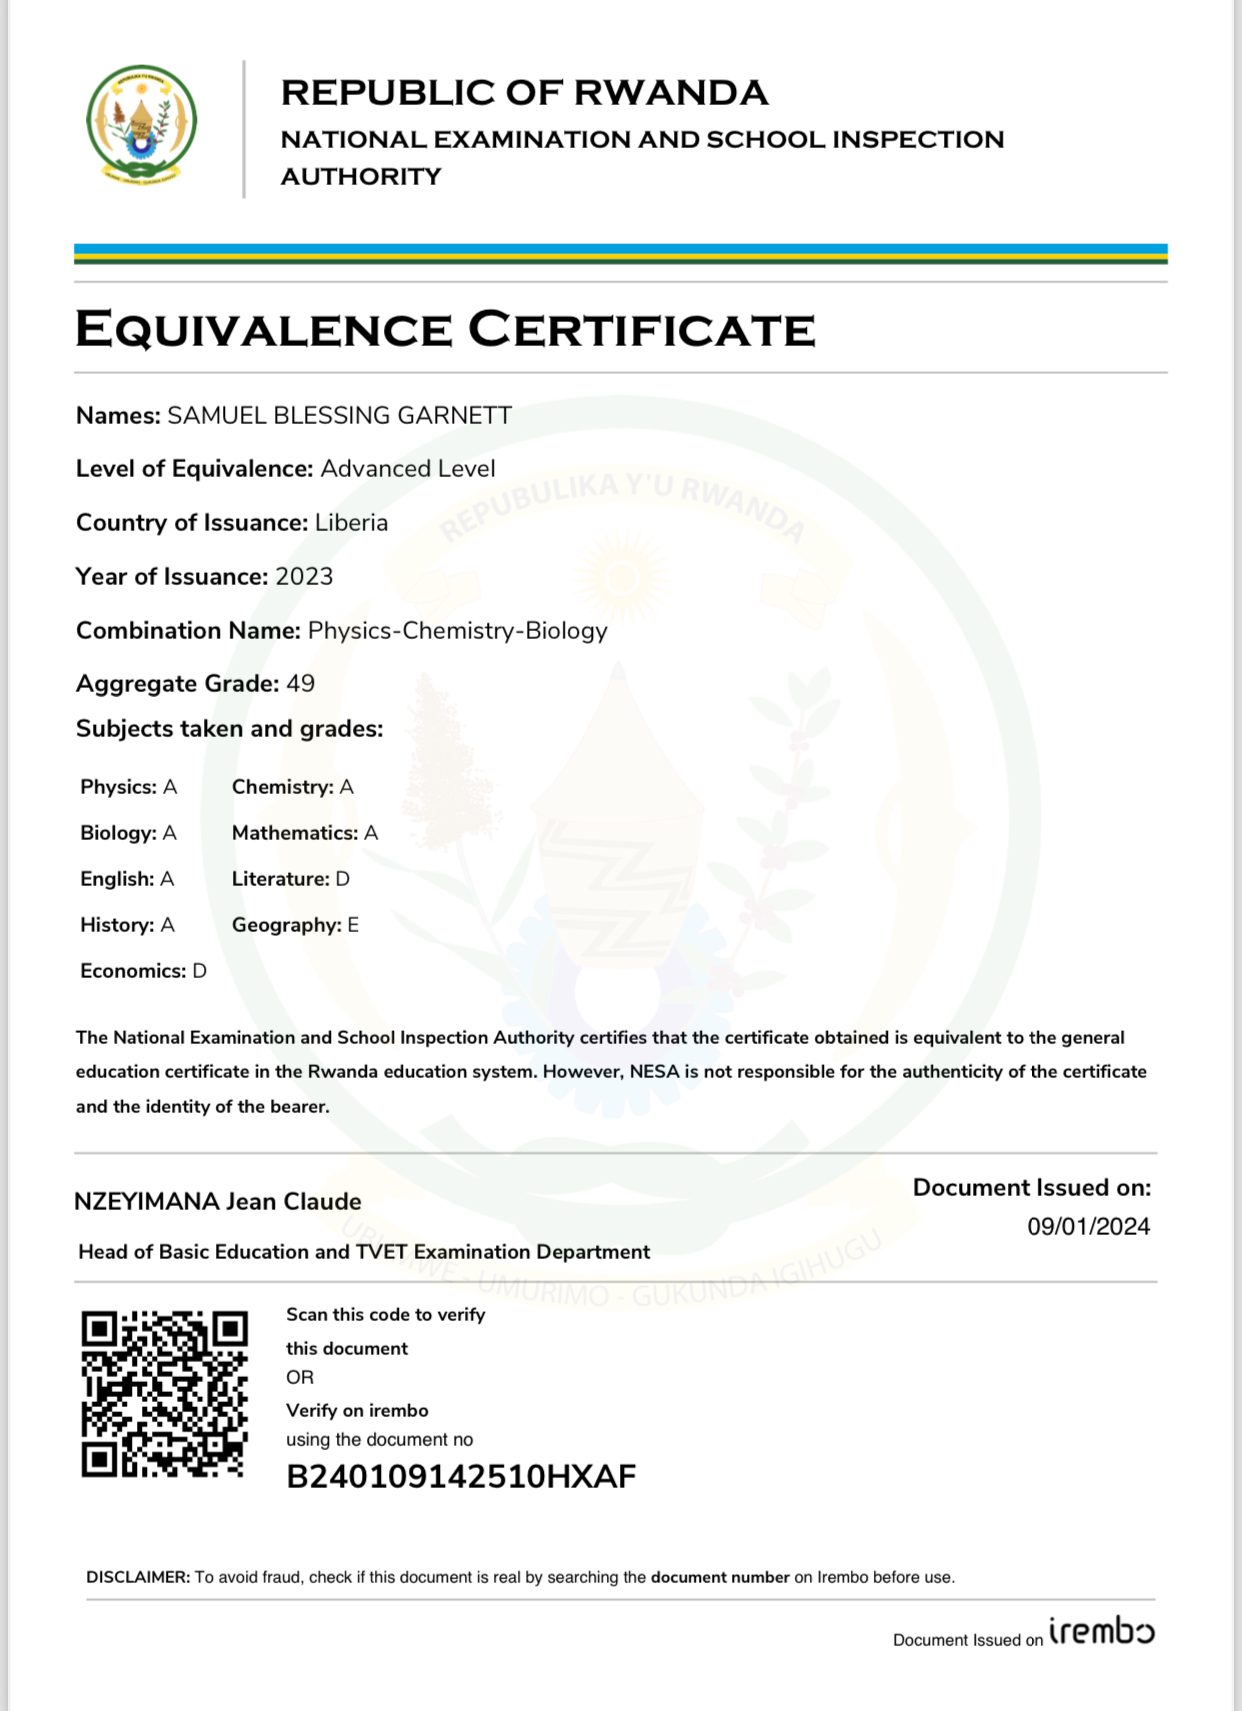 REPUBLIC OF RWANDA
NATIONAL EXAMINATION AND SCHOOL INSPECTION
AUTHORITY
EQUIVALENCE CERTIFICATE
Names: SAMUEL BLESSING GARNETT
Level of Equivalence: Advanced Level
REPUBULIKA Y'U RWANDA
Country of Issuance: Liberia
Year of Issuance: 2023
Combination Name: Physics-Chemistry-Biology
Aggregate Grade: 49
Subjects taken and grades:
Physics: A Chemistry: A
Biology: A Mathematics: A
English: A Literature: D
History: A Geography: E
Economics: D
The National Examination and School Inspection Authority certifies that the certificate obtained is equivalent to the general
education certificate in the Rwanda education system. However, NESA is not responsible for the authenticity of the certificate
and the identity of the bearer.
NZEYIMANA Jean Claude
Document Issued on:
09/01/2024
Head of Basic Education and TVET Examination Department
UBUMWE - UMURIMO - GUKUNDA IGIHUGU
Scan this code to verify
this document
OR
Verify on irembo
using the document no
B240109142510HXAF
DISCLAIMER: To avoid fraud, check if this document is real by searching the document number on Irembo before use.
Document Issued on irembo